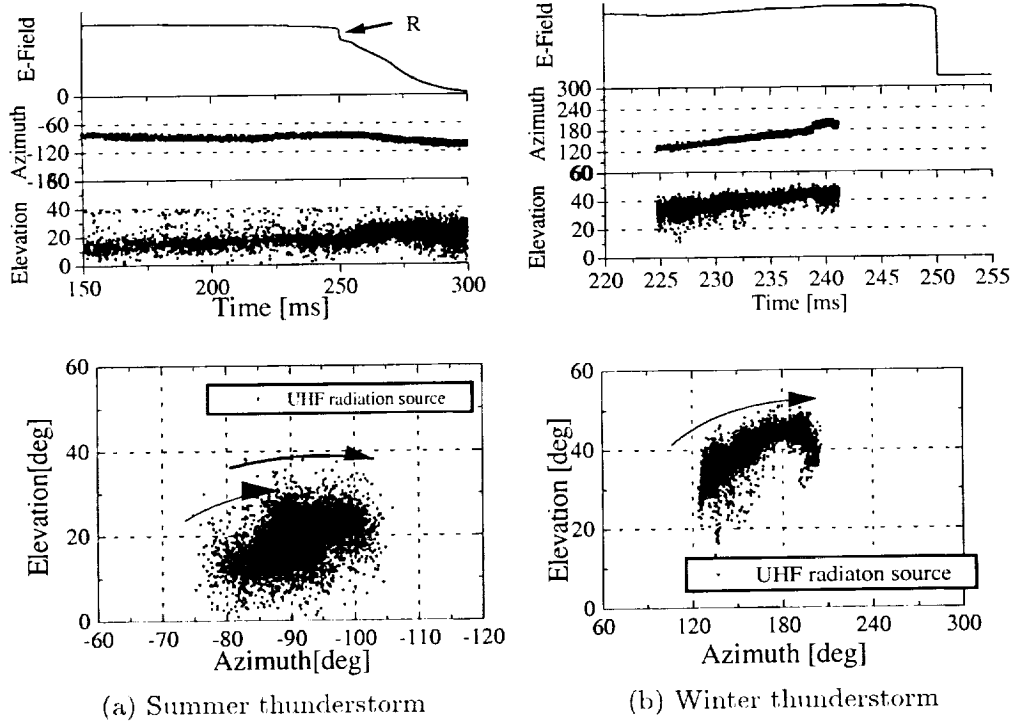 E-Field
R
0
Azimuth
-60
-120
-180
60
Elevation
40
20
0
150
200
250
300
Time [ms]
E-Field
300
Azimuth
240
180
120
60
60
Elevation
40
20
0
220
225
230
235
240
245
250
255
Time [ms]
60
UHF radiation source
40
Elevation[deg]
20
0
-60
-70
-80
-90
-100
-110
-120
Azimuth[deg]
(a) Summer thunderstorm
60
40
Elevation [deg]
20
UHF radiaton source
0
60
120
180
240
300
Azimuth [deg]
(b) Winter thunderstorm